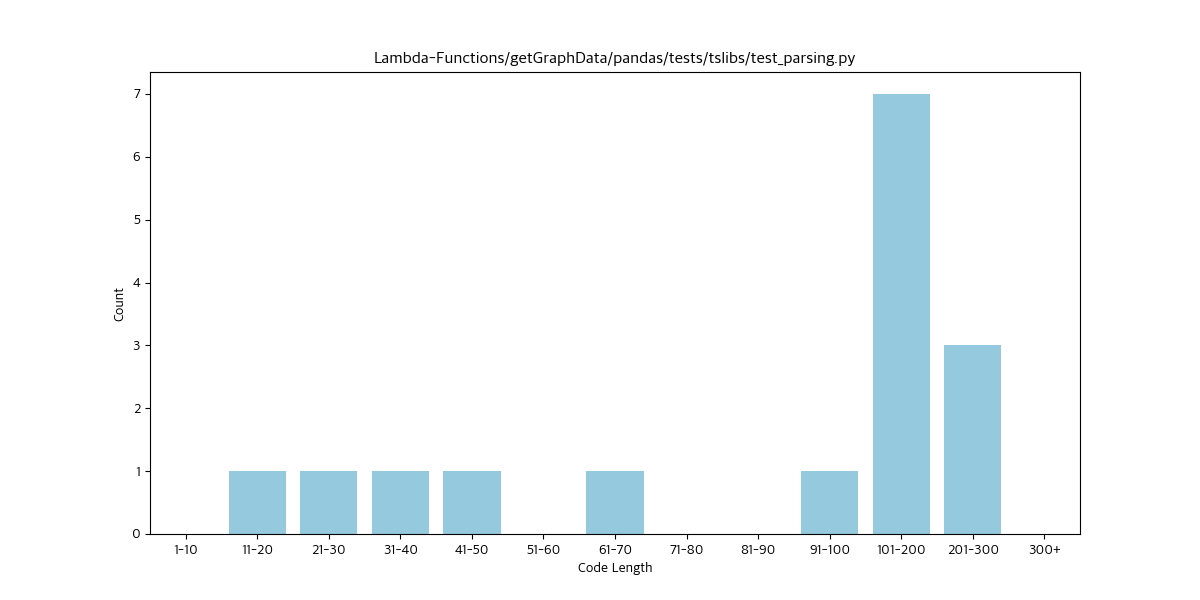 Lambda-Functions/getGraphData/pandas/tests/tslibs/test_parsing.py
7
6
5
4
3
2
1
0
Count
1-10 11-20 21-30 31-40 41-50 51-60 61-70 71-80 81-90 91-100 101-200 201-300 300+
Code Length